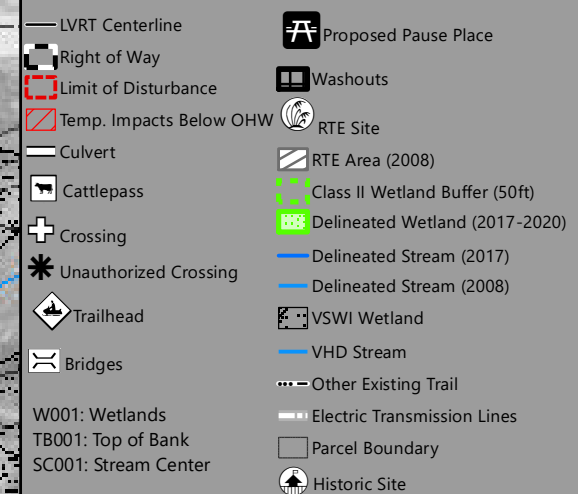 LVRT Centerline
Right of Way
Limit of Disturbance
Temp. Impacts Below OHW
Culvert
Cattlepass
Crossing
Unauthorized Crossing
Trailhead
Bridges
W001: Wetlands
TB001: Top of Bank
SC001: Stream Center
Proposed Pause Place
Washouts
RTE Site
RTE Area (2008)
Class II Wetland Buffer (50ft)
Delineated Wetland (2017-2020)
Delineated Stream (2017)
Delineated Stream (2008)
VSWI Wetland
VHD Stream
Other Existing Trail
Electric Transmission Lines
Parcel Boundary
Historic Site